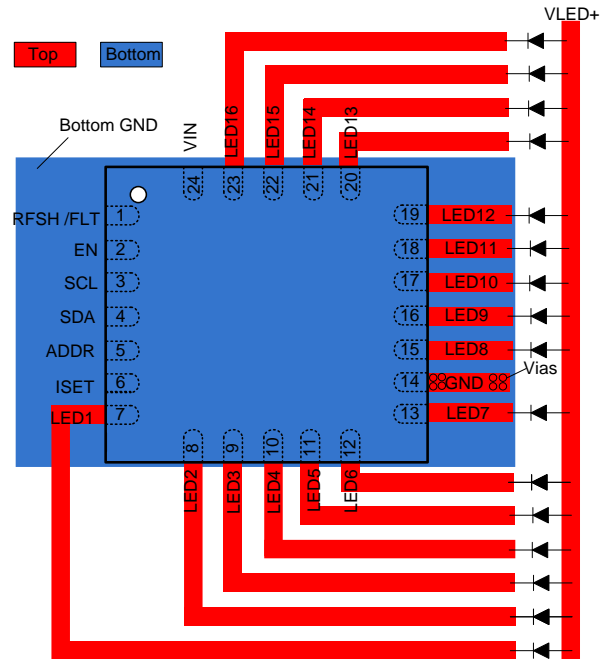 VLED+
Top
Bottom
Bottom GND
VIN
LED16
LED15
LED14
LED13
24
23
22
21
20
RFSH /FLT
1
19
LED12
EN
2
18
LED11
SCL
3
17
LED10
SDA
4
16
LED9
ADDR
5
15
LED8
ISET
6
14
GND
Vias
LED1
7
13
LED7
8
9
10
11
12
LED2
LED3
LED4
LED5
LED6